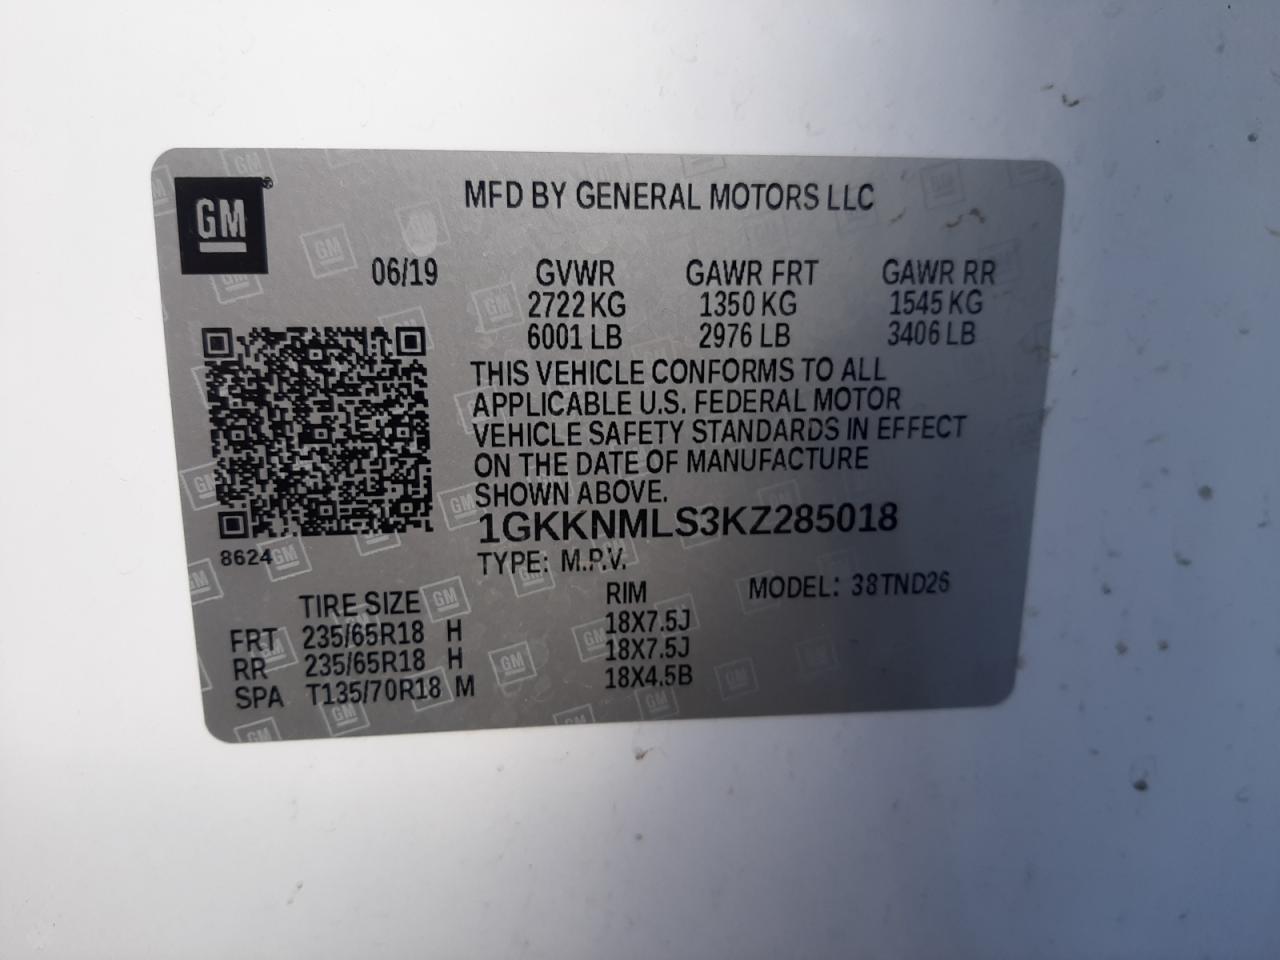 GM
MFD BY GENERAL MOTORS LLC
06/19 GVWR GAWR FRT GAWR RR
2722 KG 1350 KG 1545 KG
6001 LB 2976 LB 3406 LB
THIS VEHICLE CONFORMS TO ALL
APPLICABLE U.S. FEDERAL MOTOR
VEHICLE SAFETY STANDARDS IN EFFECT
ON THE DATE OF MANUFACTURE
SHOWN ABOVE.
1GKKNMLS3KZ285018
8624
TYPE: M.P.V.
MODEL: 38TND26
TIRE SIZE RIM
FRT 235/65R18 H 18X7.5J
RR 235/65R18 H 18X7.5J
SPA T135/70R18 M 18X4.5B